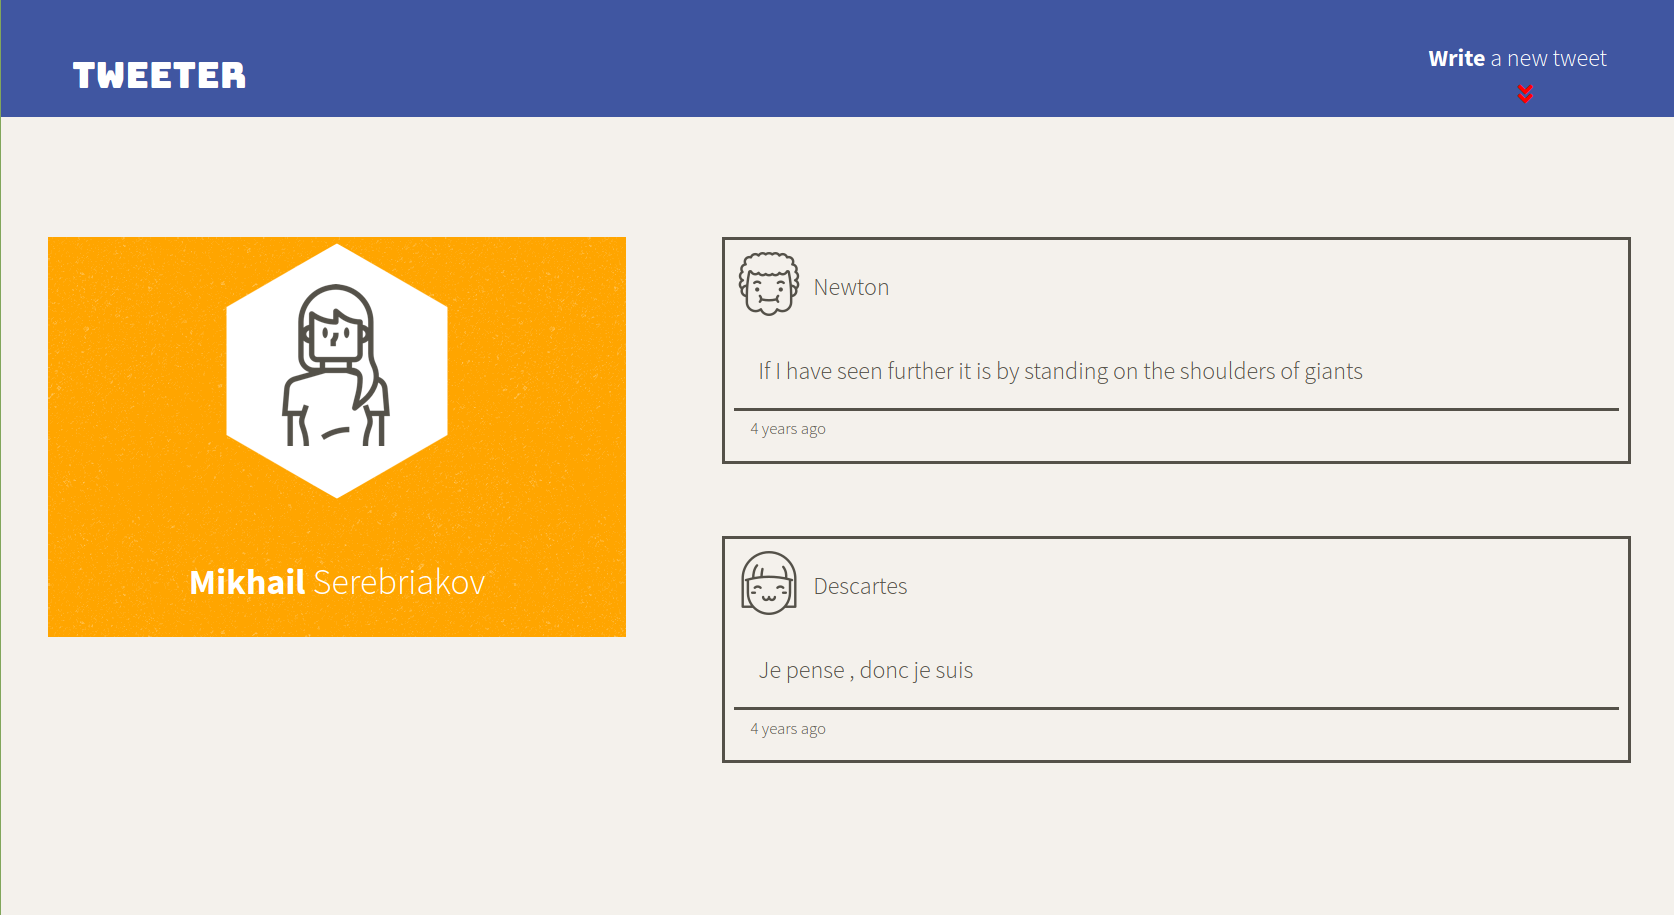 TWEETER
Write a new tweet
Mikhail Serebriakov
Newton
If I have seen further it is by standing on the shoulders of giants
4 years ago
Descartes
Je pense , donc je suis
4 years ago